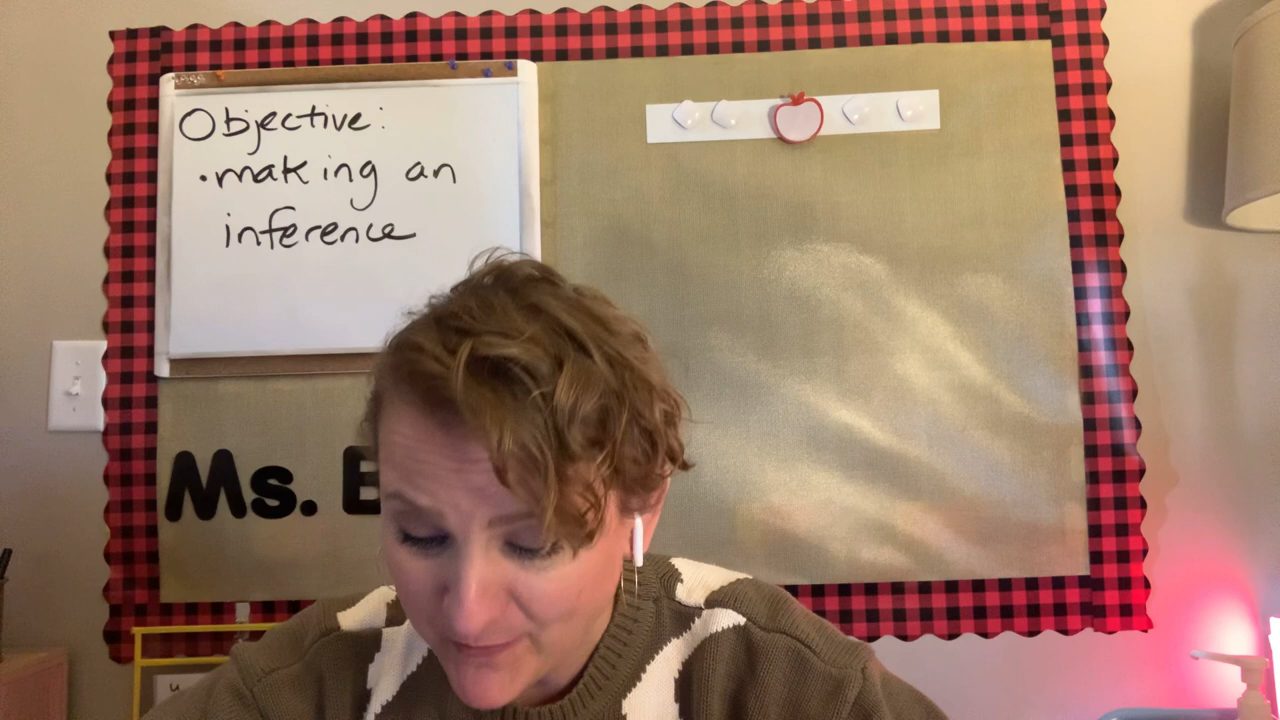 Objective:
•making an
inference
Ms. E
u